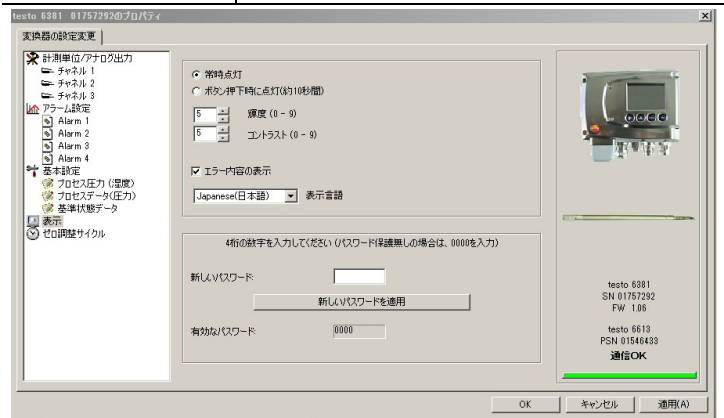 testo 6381 01757292のプロパティ
変換器の設定変更
計測単位/アナログ出力
チャネル 1
チャネル 3
アラーム設定
Alarm 1
Alarm 2
Alarm 3
Alarm 4
基本設定
プロセス圧力 (湿度)
プロセスデータ(圧力)
基準状態データ
表示
ゼロ調整サイクル
常時点灯
ボタン押下時に点灯(約10秒間)
5 輝度 (0 - 9)
5 コントラスト (0 - 9)
エラー内容の表示
Japanese(日本語) 表示言語
4桁の数字を入力してください (パスワード保護無しの場合は、0000を入力)
新しいパスワード:
新しいパスワードを適用
有効なパスワード: 0000
testo 6381
SN 01757292
FW 1.06
testo 6613
PSN 01546433
通信OK
OK キャンセル 適用(A)